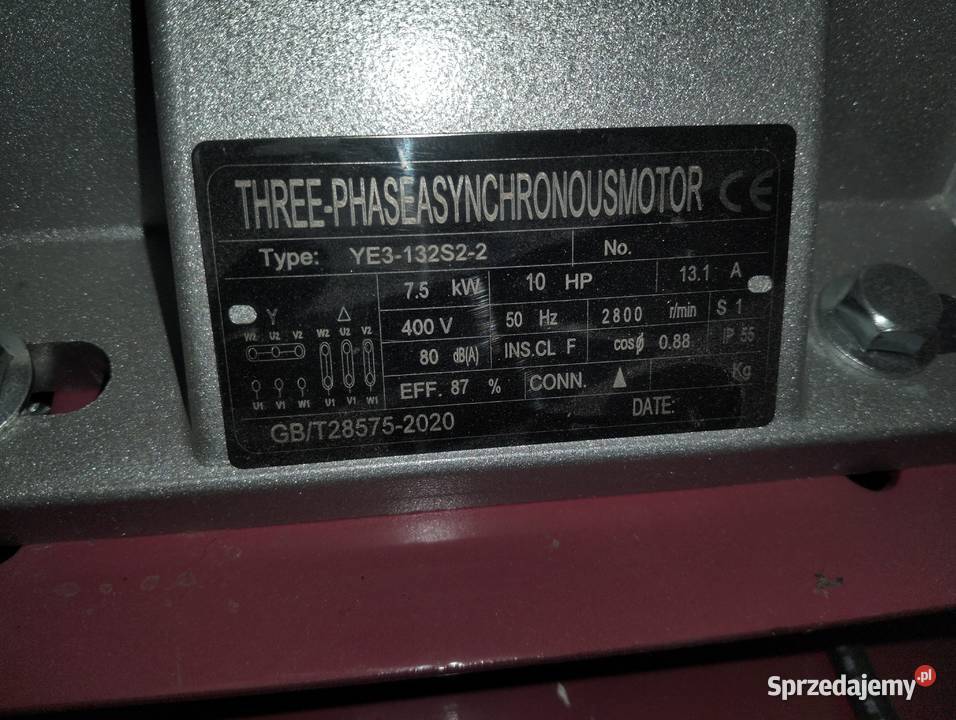 THREE-PHASEASYNCHRONOUSMOTOR CE
Type: YE3-132S2-2 No.
7.5 kW 10 HP 13.1 A
Y △ 400 V 50 Hz 2800 r/min S 1
W2 U2 V2 W2 U2 V2
80 dB(A) INS.CL F cosø 0.88 IP 55
U1 V1 W1 U1 V1 W1
EFF. 87 % CONN. ▲ Kg
GB/T28575-2020 DATE:
Sprzedajemy.pl